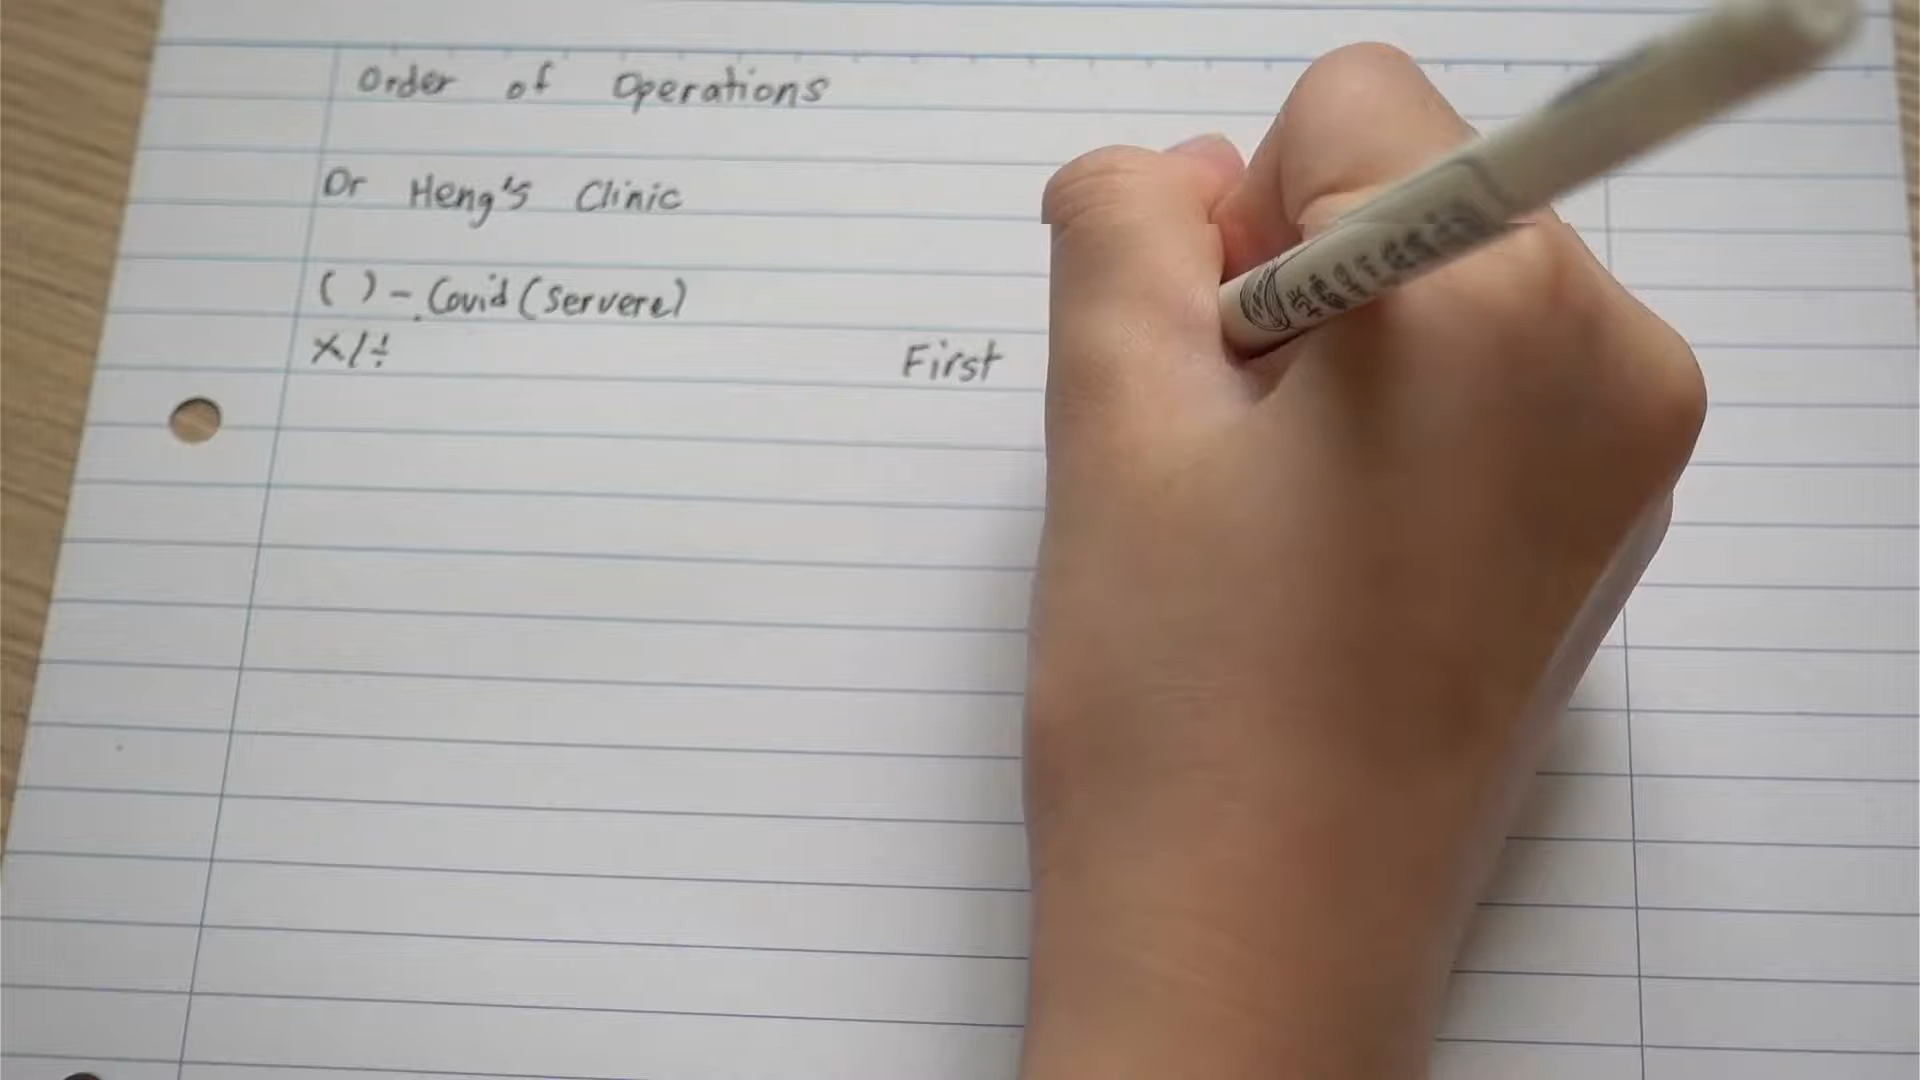 Order of Operations
Dr Heng's Clinic
( ) - Covid (Servere)
×/÷ First